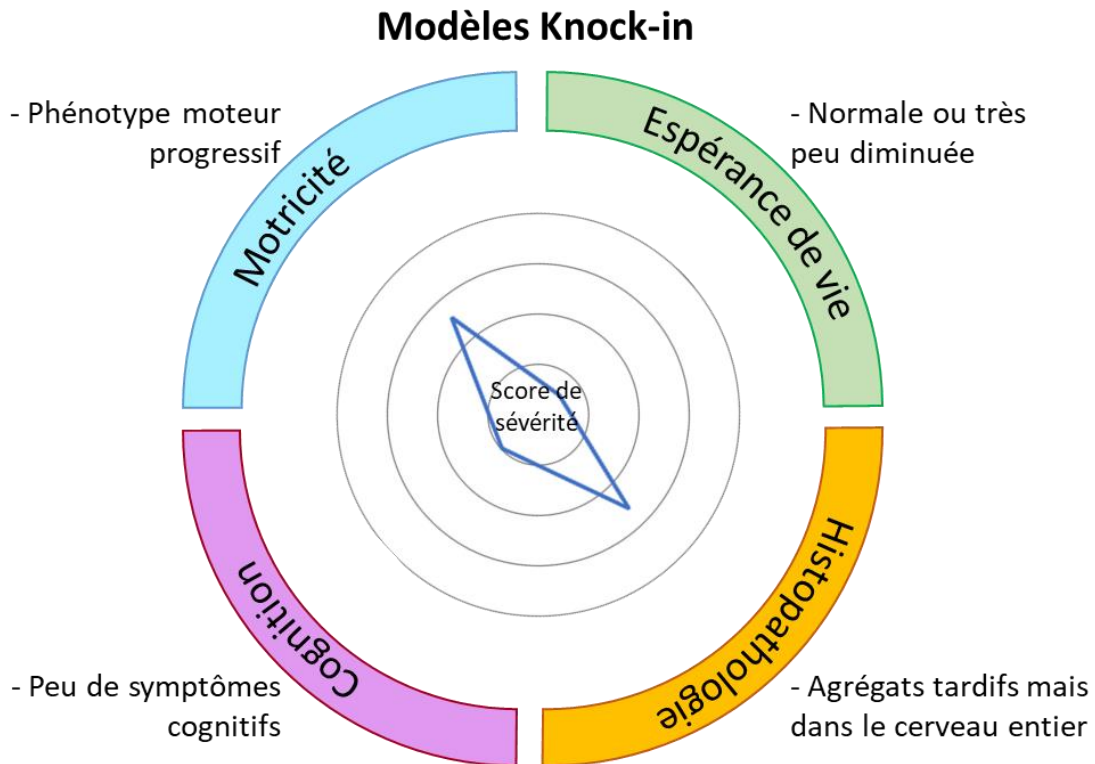 Modèles Knock-in
- Phénotype moteur
progressif
Motricité
Espérance de vie
- Normale ou très
peu diminuée
Score de
sévérité
Cognition
Histopathologie
- Peu de symptômes
cognitifs
- Agrégats tardifs mais
dans le cerveau entier